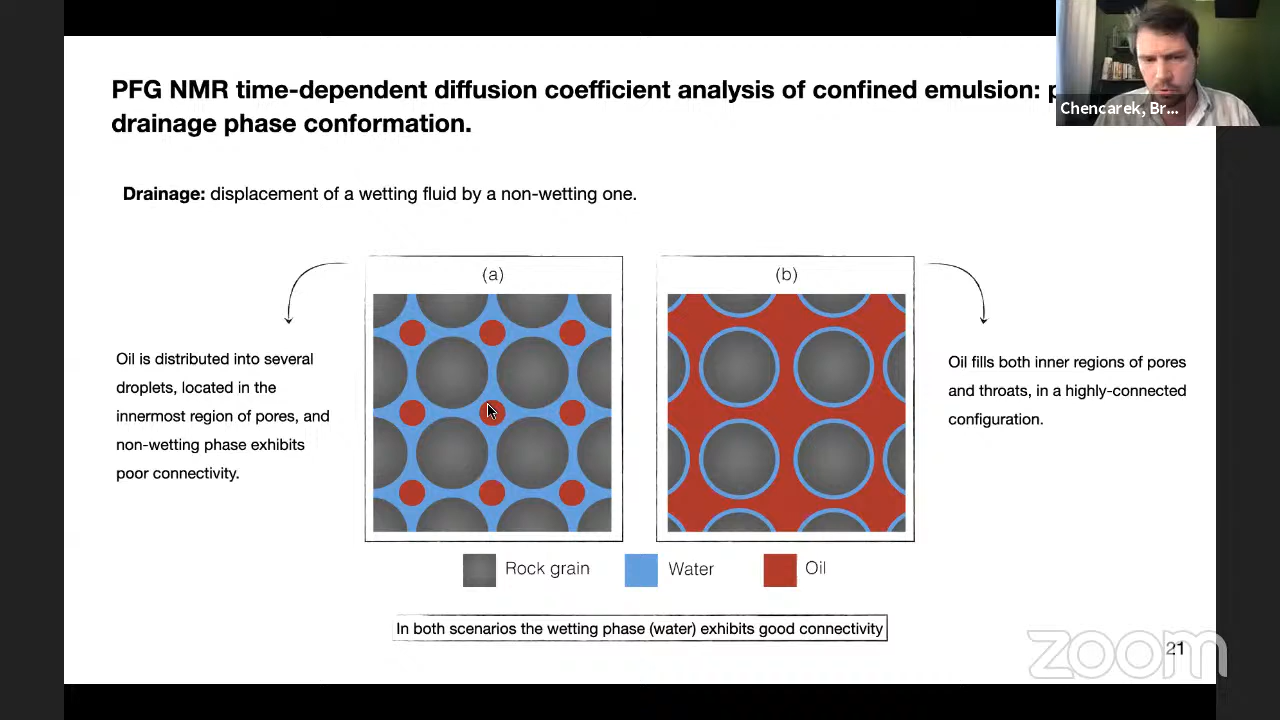 PFG NMR time-dependent diffusion coefficient analysis of confined emulsion:
drainage phase conformation.
Chencarek, Br...
Drainage: displacement of a wetting fluid by a non-wetting one.
(a)
(b)
Oil is distributed into several
droplets, located in the
innermost region of pores, and
non-wetting phase exhibits
poor connectivity.
Oil fills both inner regions of pores
and throats, in a highly-connected
configuration.
Rock grain
Water
Oil
In both scenarios the wetting phase (water) exhibits good connectivity
21
zoom